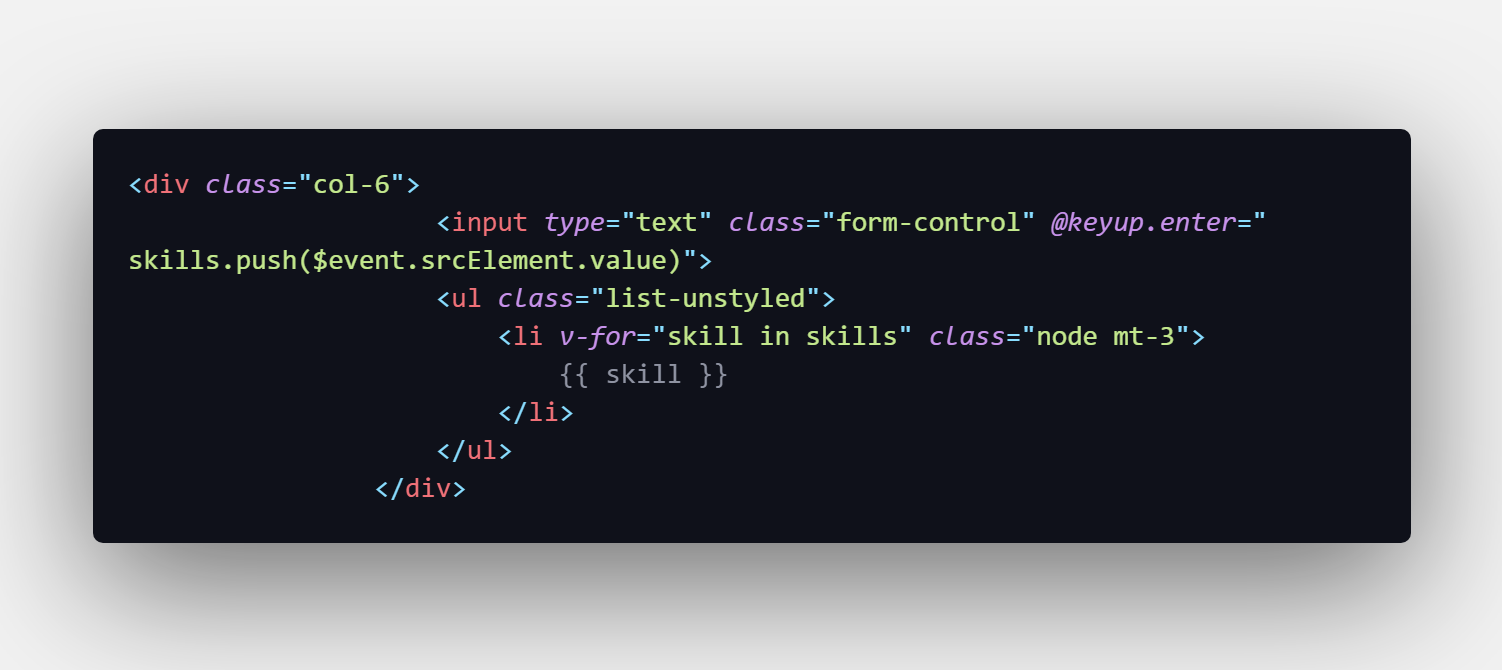 <div class="col-6">
                    <input type="text" class="form-control" @keyup.enter="
skills.push($event.srcElement.value)">
                    <ul class="list-unstyled">
                        <li v-for="skill in skills" class="node mt-3">
                            {{ skill }}
                        </li>
                    </ul>
                </div>